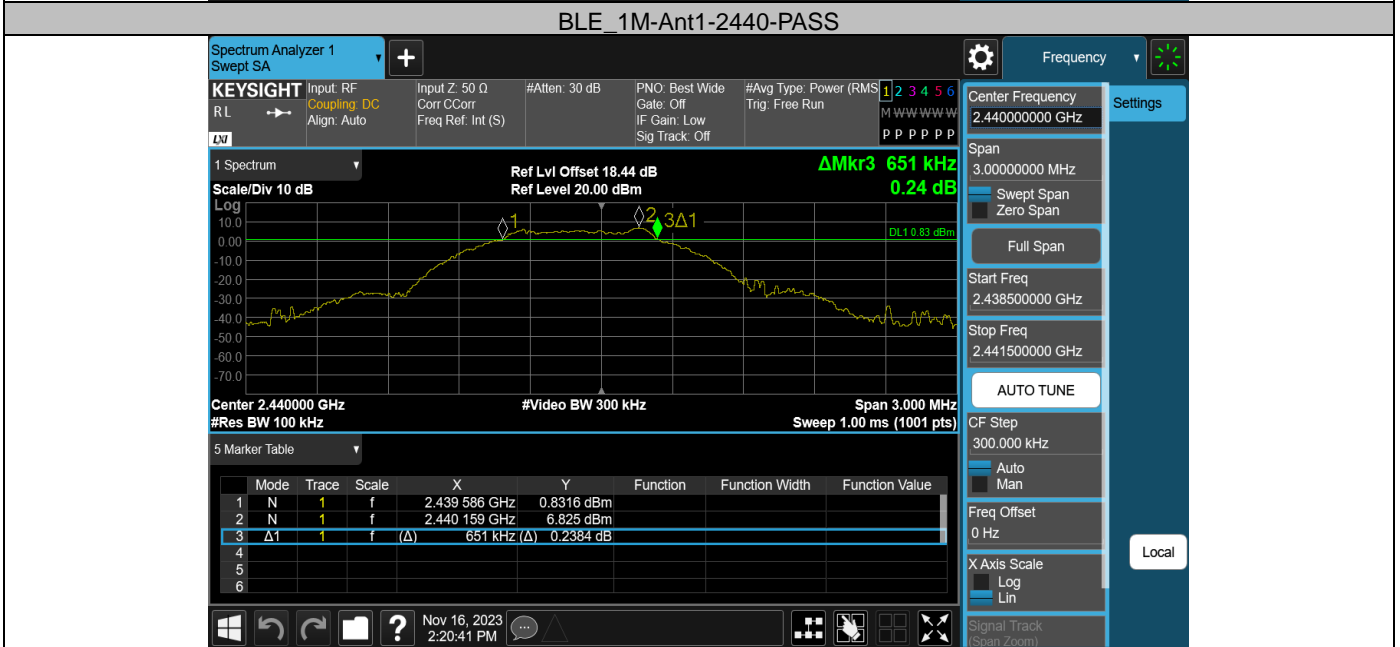 BLE_1M-Ant1-2440-PASS
Spectrum Analyzer 1
Swept SA
+
Frequency
KEYSIGHT
R L
LXI
Input: RF
Coupling: DC
Align: Auto
Input Z: 50 Ω
Corr CCorr
Freq Ref: Int (S)
#Atten: 30 dB
PNO: Best Wide
Gate: Off
IF Gain: Low
Sig Track: Off
#Avg Type: Power (RMS
Trig: Free Run
1 2 3 4 5 6
M W W W W W
P P P P P P
Center Frequency
2.440000000 GHz
Settings
Span
3.00000000 MHz
Swept Span
Zero Span
Full Span
Start Freq
2.438500000 GHz
Stop Freq
2.441500000 GHz
AUTO TUNE
CF Step
300.000 kHz
Auto
Man
Freq Offset
0 Hz
X Axis Scale
Log
Lin
Signal Track
(Span Zoom)
Local
1 Spectrum
Scale/Div 10 dB
Ref Lvl Offset 18.44 dB
Ref Level 20.00 dBm
ΔMkr3 651 kHz
0.24 dB
Log
10.0
0.00
-10.0
-20.0
-30.0
-40.0
-50.0
-60.0
-70.0
1
2
3Δ1
DL1 0.83 dBm
Center 2.440000 GHz
#Res BW 100 kHz
#Video BW 300 kHz
Span 3.000 MHz
Sweep 1.00 ms (1001 pts)
5 Marker Table
Mode Trace Scale X Y Function Function Width Function Value
1 N 1 f 2.439 586 GHz 0.8316 dBm
2 N 1 f 2.440 159 GHz 6.825 dBm
3 Δ1 1 f (Δ) 651 kHz (Δ) 0.2384 dB
4
5
6
?
Nov 16, 2023
2:20:41 PM